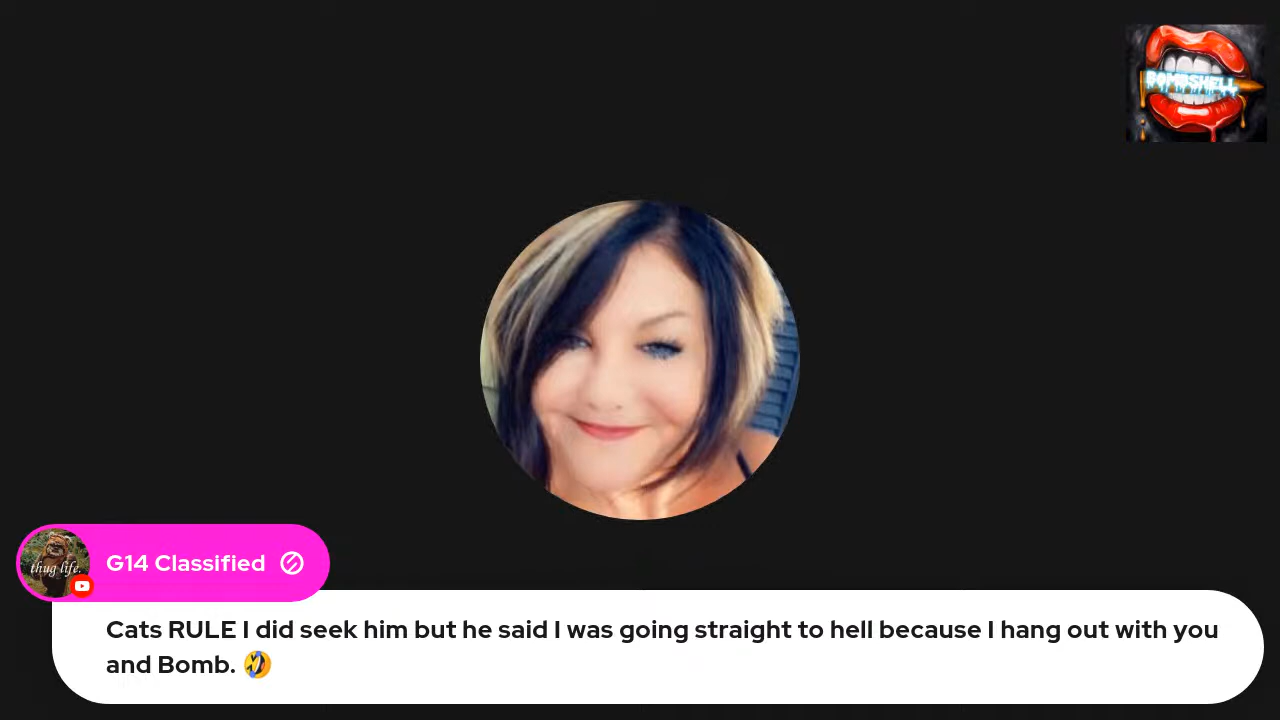 BOMBSHELL
thug life.
G14 Classified
Cats RULE I did seek him but he said I was going straight to hell because I hang out with you
and Bomb. 🤣